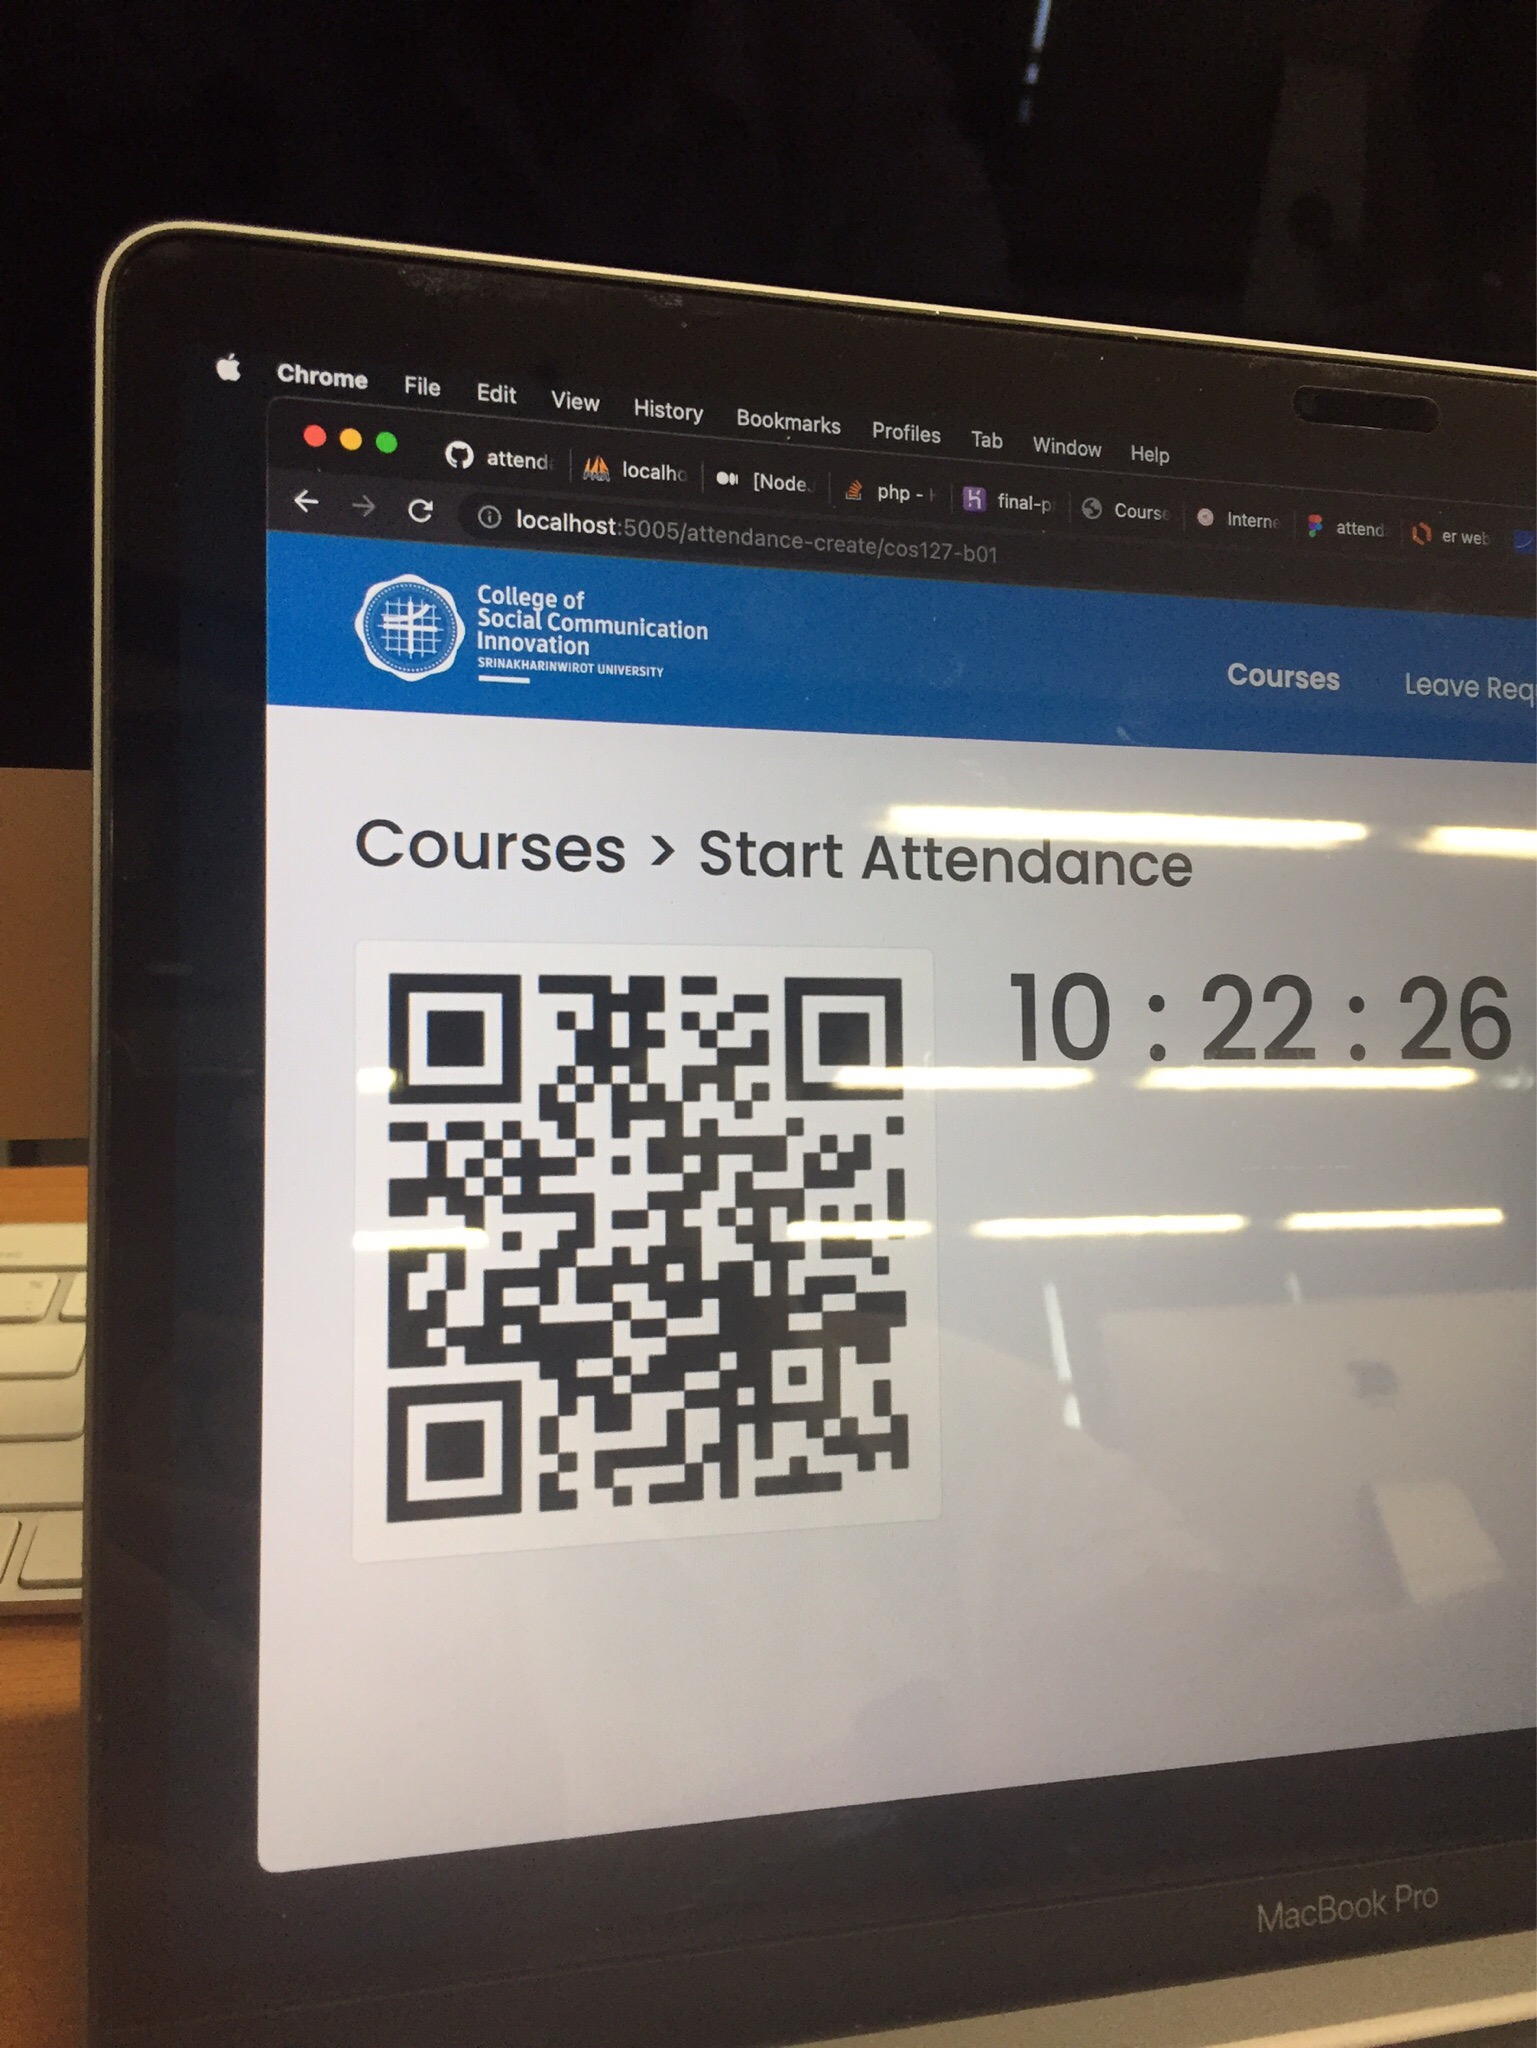 Chrome File Edit View History Bookmarks Profiles Tab Window Help
attend localho [Node. php - final-p Course Interne attend er web
localhost:5005/attendance-create/cos127-b01
College of
Social Communication
Innovation
SRINAKHARINWIROT UNIVERSITY
Courses Leave Req
Courses > Start Attendance
10 : 22 : 26
MacBook Pro